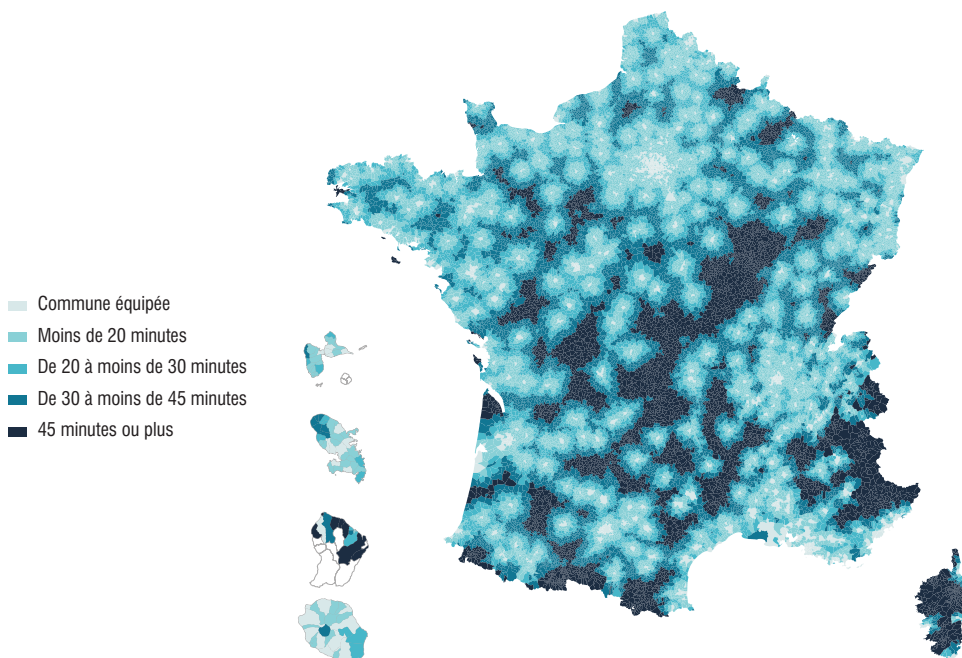 Commune équipée
Moins de 20 minutes
De 20 à moins de 30 minutes
De 30 à moins de 45 minutes
45 minutes ou plus